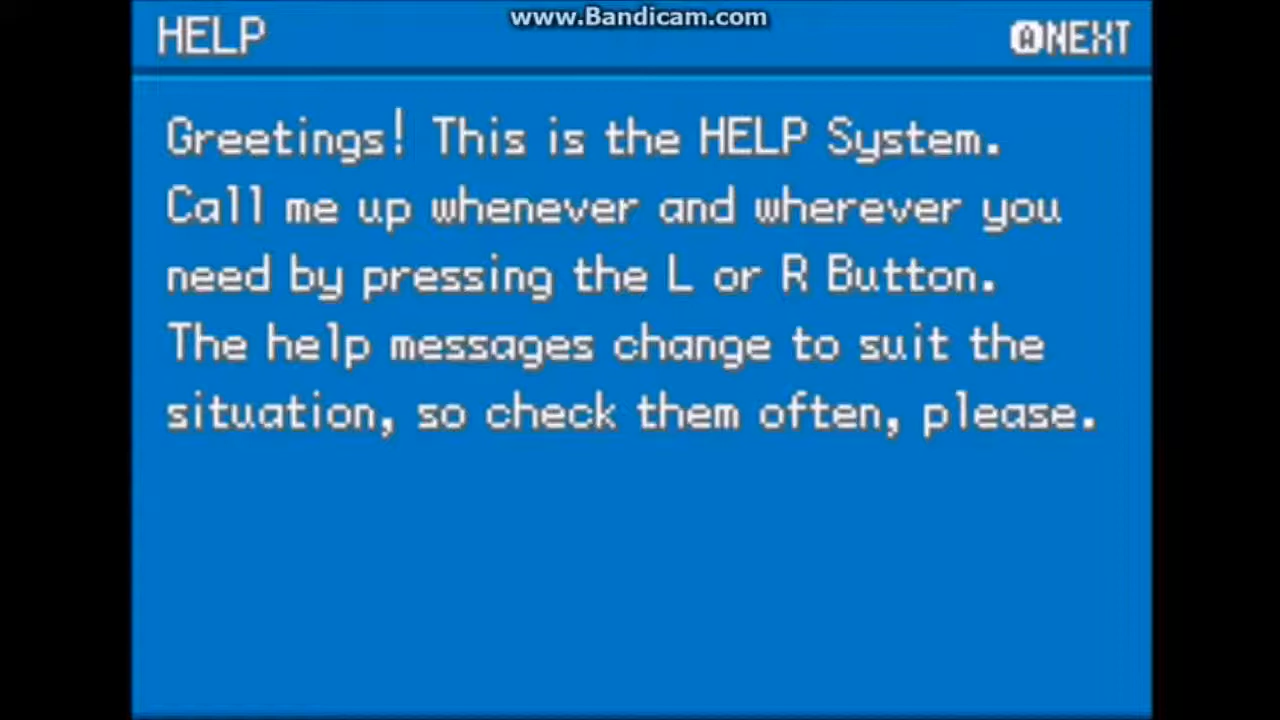 www.Bandicam.com
HELP
A NEXT
Greetings! This is the HELP System.
Call me up whenever and wherever you
need by pressing the L or R Button.
The help messages change to suit the
situation, so check them often, please.